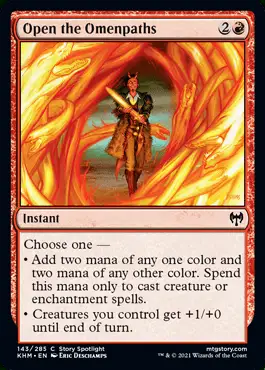 Open the Omenpaths 2
Instant
Choose one —
• Add two mana of any one color and
two mana of any other color. Spend
this mana only to cast creature or
enchantment spells.
• Creatures you control get +1/+0
until end of turn.
143/285 C Story Spotlight mtgstory.com
KHM • EN Eric Deschamps ™ & © 2021 Wizards of the Coast